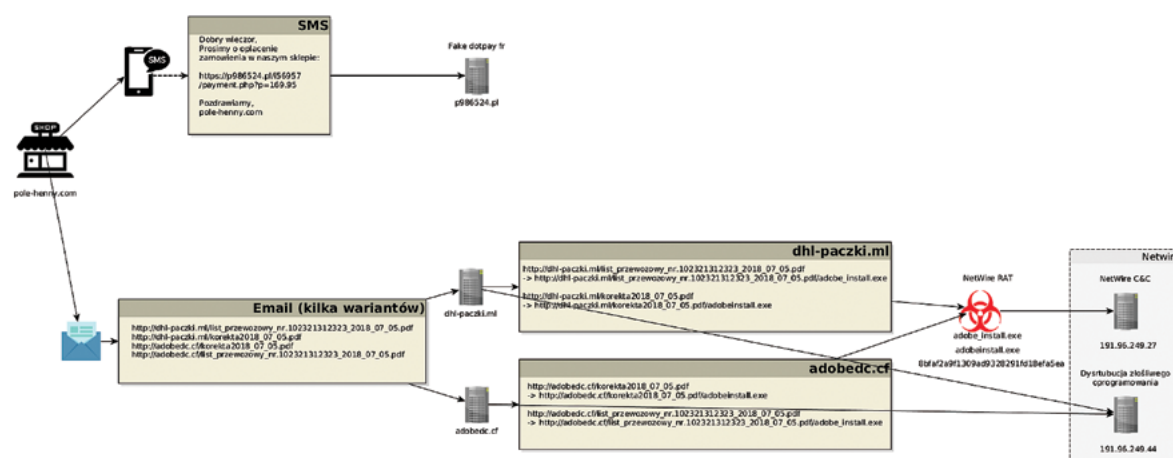 SMS
Dobry wieczor,
Prosimy o oplacenie
zamowienia w naszym sklepie:
https://p986524.pl/i56957
/payment.php?p=169.95
Pozdrawiamy,
pole-henny.com
SMS
Fake dotpay fr
p986524.pl
SHOP
pole-henny.com
Email (kilka wariantów)
http://dhl-paczki.ml/list_przewozowy_nr.102321312323_2018_07_05.pdf
http://dhl-paczki.ml/korekta2018_07_05.pdf
http://adobedc.cf/korekta2018_07_05.pdf
http://adobedc.cf/list_przewozowy_nr.102321312323_2018_07_05.pdf
dhl-paczki.ml
adobedc.cf
dhl-paczki.ml
http://dhl-paczki.ml/list_przewozowy_nr.102321312323_2018_07_05.pdf
-> http://dhl-paczki.ml/list_przewozowy_nr.102321312323_2018_07_05.pdf/adobe_install.exe
http://dhl-paczki.ml/korekta2018_07_05.pdf
-> http://dhl-paczki.ml/korekta2018_07_05.pdf/adobeinstall.exe
adobedc.cf
http://adobedc.cf/korekta2018_07_05.pdf
-> http://adobedc.cf/korekta2018_07_05.pdf/adobeinstall.exe
http://adobedc.cf/list_przewozowy_nr.102321312323_2018_07_05.pdf
-> http://adobedc.cf/list_przewozowy_nr.102321312323_2018_07_05.pdf/adobe_install.exe
NetWire RAT
adobe_install.exe
adobeinstall.exe
8bfaf2a9f1309ad9328291fd18efa5ea
Netwir
NetWire C&C
191.96.249.27
Dysrtubucja złośliwego
oprogramowania
191.96.249.44